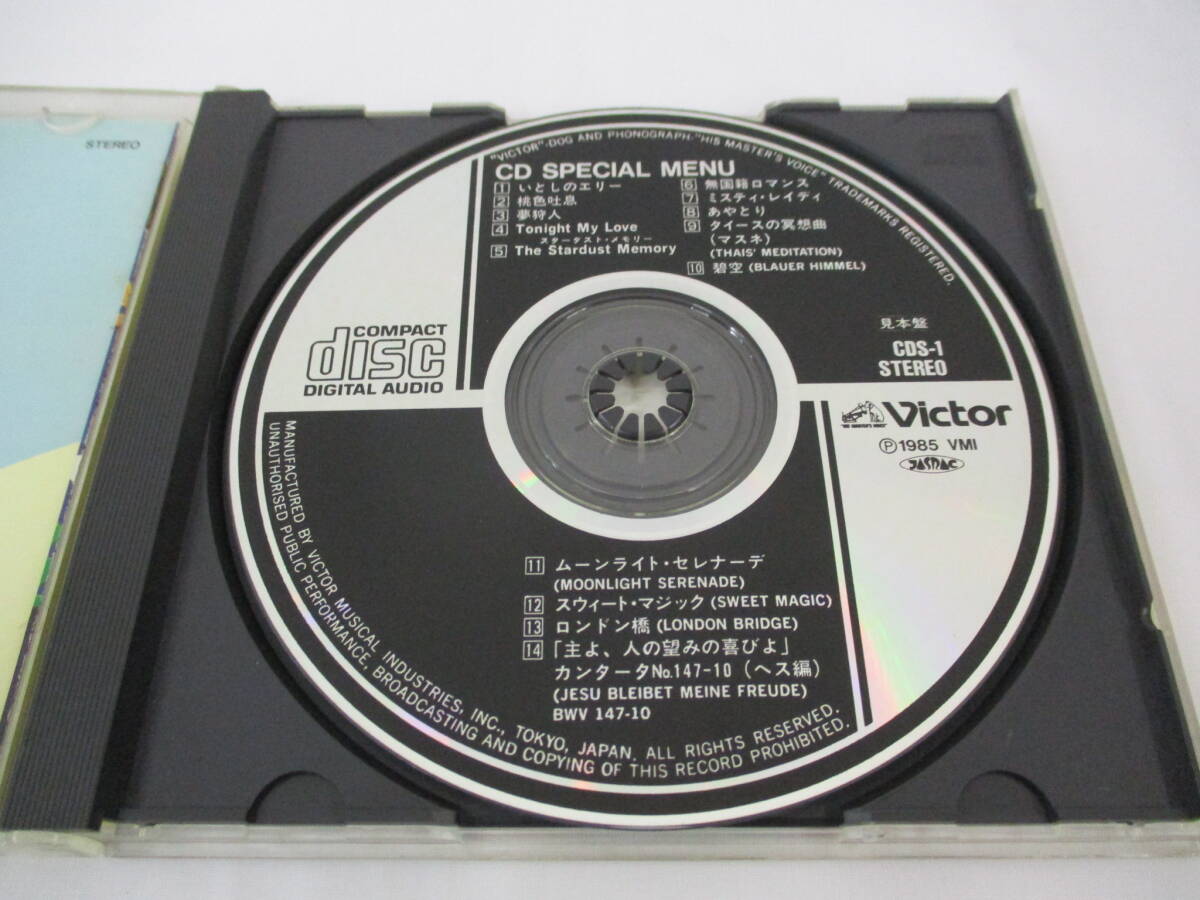 STEREO
"VICTOR"·DOG AND PHONOGRAPH·"HIS MASTER'S VOICE" TRADEMARKS REGISTERED.
CD SPECIAL MENU
1 いとしのエリー
2 桃色吐息
3 夢狩人
4 Tonight My Love
スターダスト・メモリー
5 The Stardust Memory
6 無国籍ロマンス
7 ミスティ・レイディ
8 あやとり
9 タイースの冥想曲
(マスネ)
(THAIS' MEDITATION)
10 碧空 (BLAUER HIMMEL)
COMPACT
disc
DIGITAL AUDIO
見本盤
CDS-1
STEREO
"HIS MASTER'S VOICE"
Victor
Ⓟ1985 VMI
JASRAC
11 ムーンライト・セレナーデ
(MOONLIGHT SERENADE)
12 スウィート・マジック (SWEET MAGIC)
13 ロンドン橋 (LONDON BRIDGE)
14 「主よ、人の望みの喜びよ」
カンタータNo.147-10 (ヘス編)
(JESU BLEIBET MEINE FREUDE)
BWV 147-10
MANUFACTURED BY VICTOR MUSICAL INDUSTRIES, INC., TOKYO, JAPAN. ALL RIGHTS RESERVED.
UNAUTHORISED PUBLIC PERFORMANCE, BROADCASTING AND COPYING OF THIS RECORD PROHIBITED.